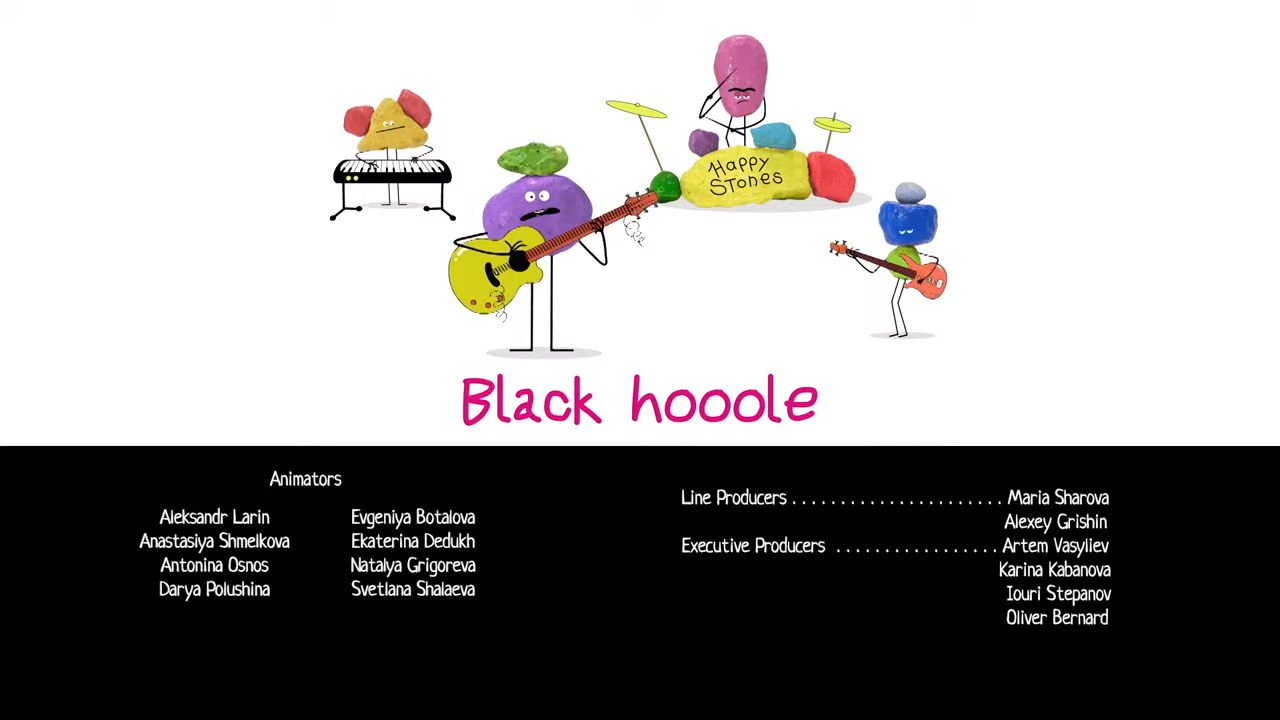 Happy
Stones
Black hooole
Animators
Aleksandr Larin
Anastasiya Shmelkova
Antonina Osnos
Darya Polushina
Evgeniya Botalova
Ekaterina Dedukh
Natalya Grigoreva
Svetlana Shalaeva
Line Producers ...................... Maria Sharova
Alexey Grishin
Executive Producers ................. Artem Vasyliev
Karina Kabanova
Iouri Stepanov
Oliver Bernard